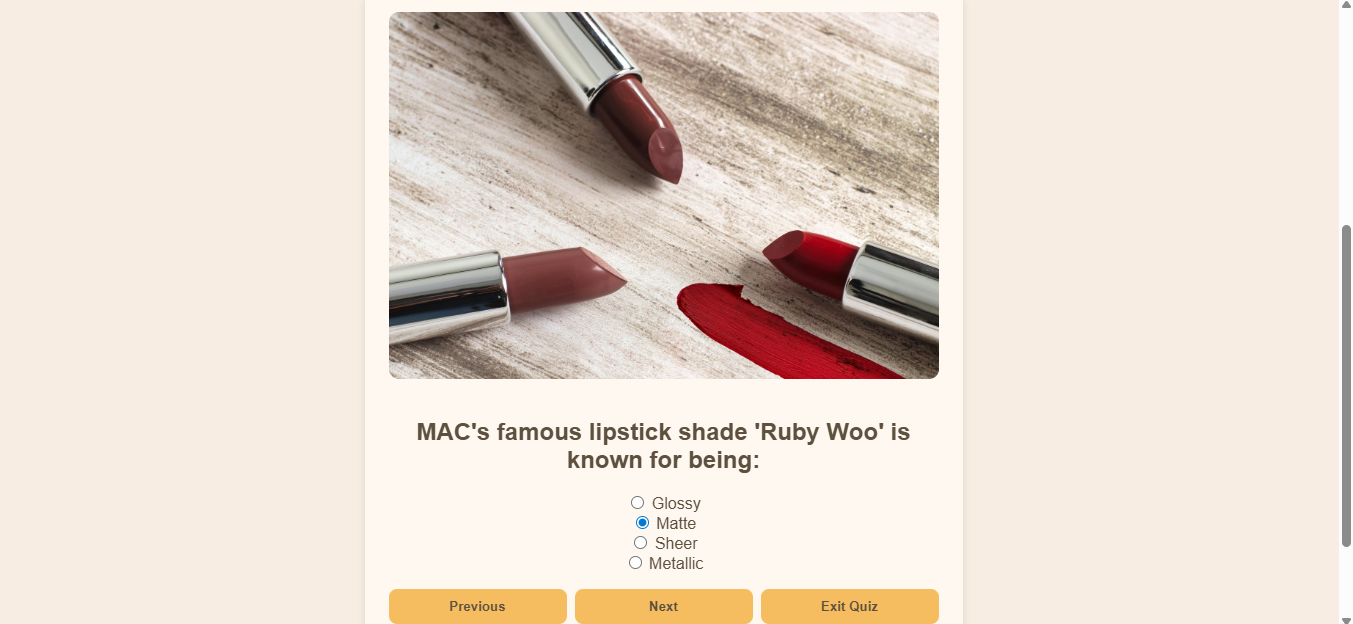 MAC's famous lipstick shade 'Ruby Woo' is
known for being:
Glossy
Matte
Sheer
Metallic
Previous
Next
Exit Quiz